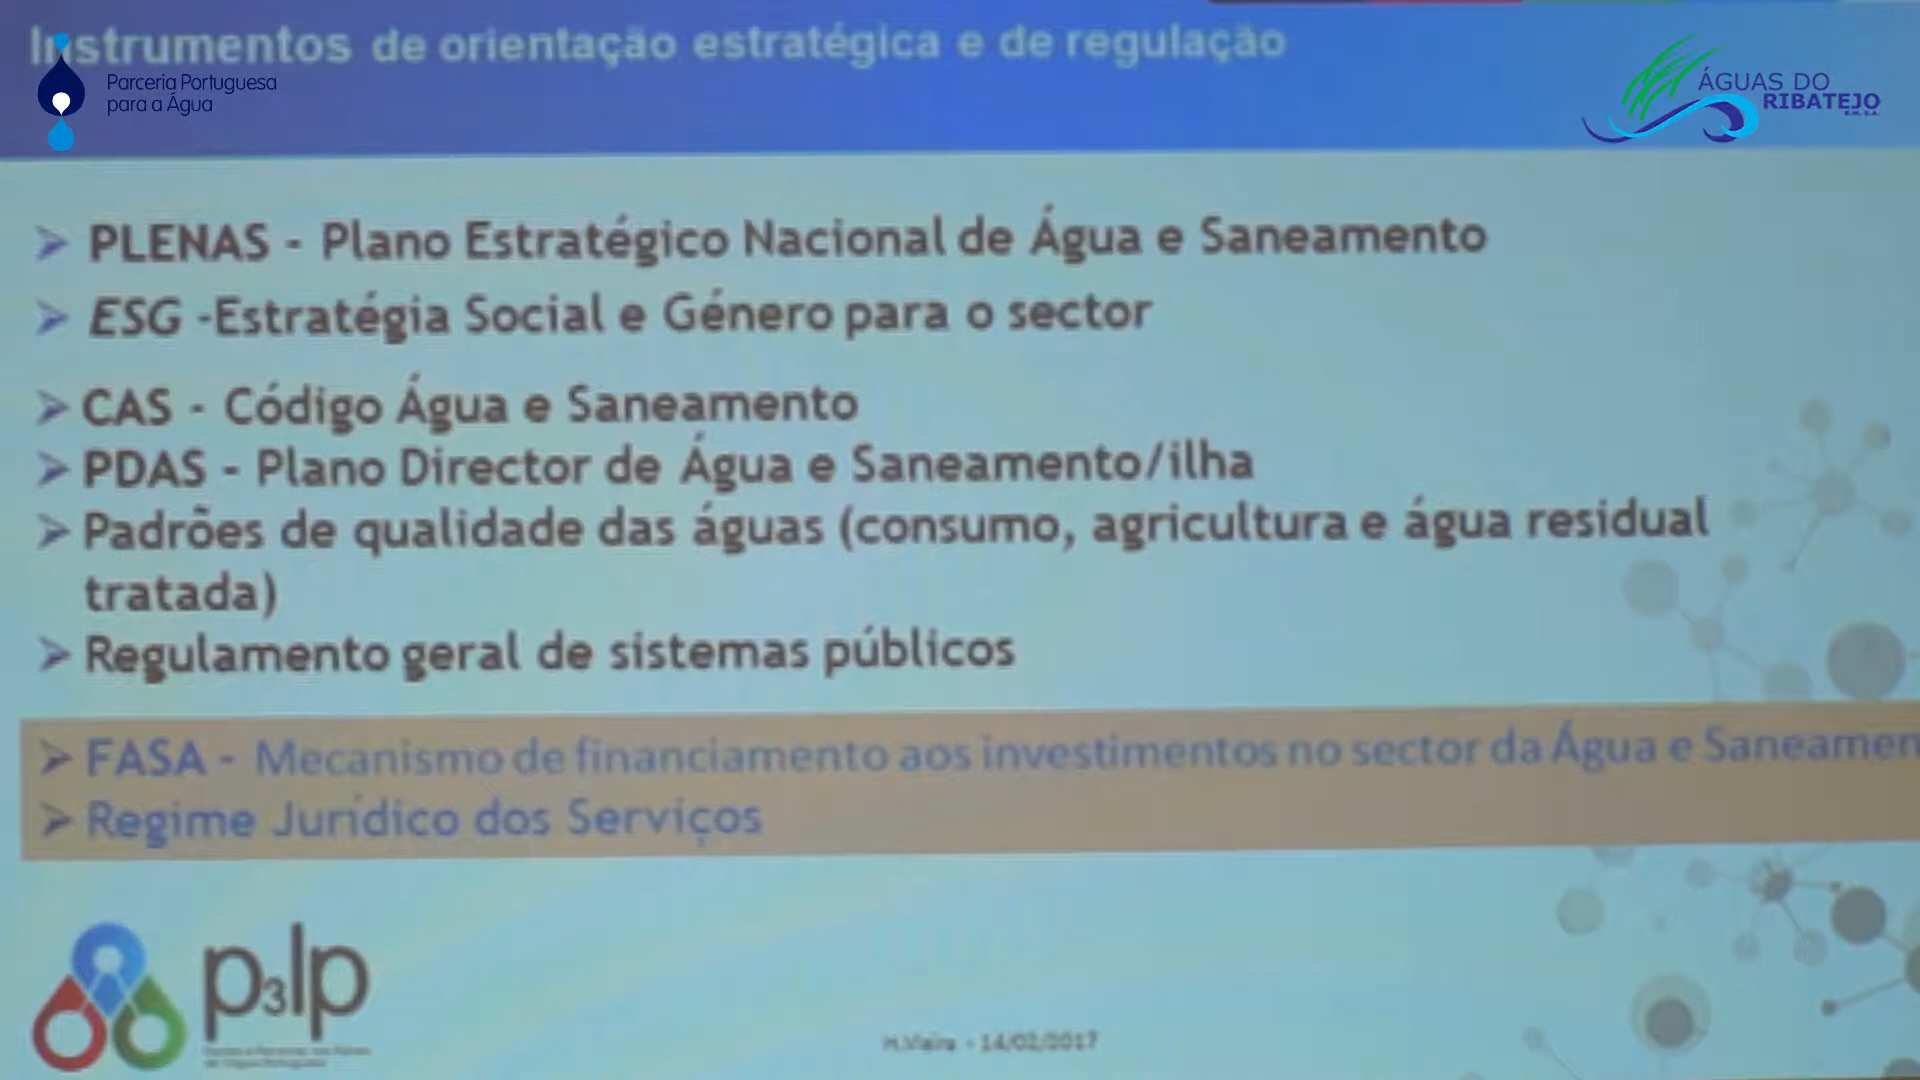 Instrumentos de orientação estratégica e de regulação
Parceria Portuguesa
para a Água
ÁGUAS DO
RIBATEJO
E.M. S.A.
➢ PLENAS - Plano Estratégico Nacional de Água e Saneamento
➢ ESG -Estratégia Social e Género para o sector
➢ CAS - Código Água e Saneamento
➢ PDAS - Plano Director de Água e Saneamento/ilha
➢ Padrões de qualidade das águas (consumo, agricultura e água residual
tratada)
➢ Regulamento geral de sistemas públicos
➢ FASA - Mecanismo de financiamento aos investimentos no sector da Água e Saneamen
➢ Regime Jurídico dos Serviços
p3lp
H.Vieira - 14/02/2017